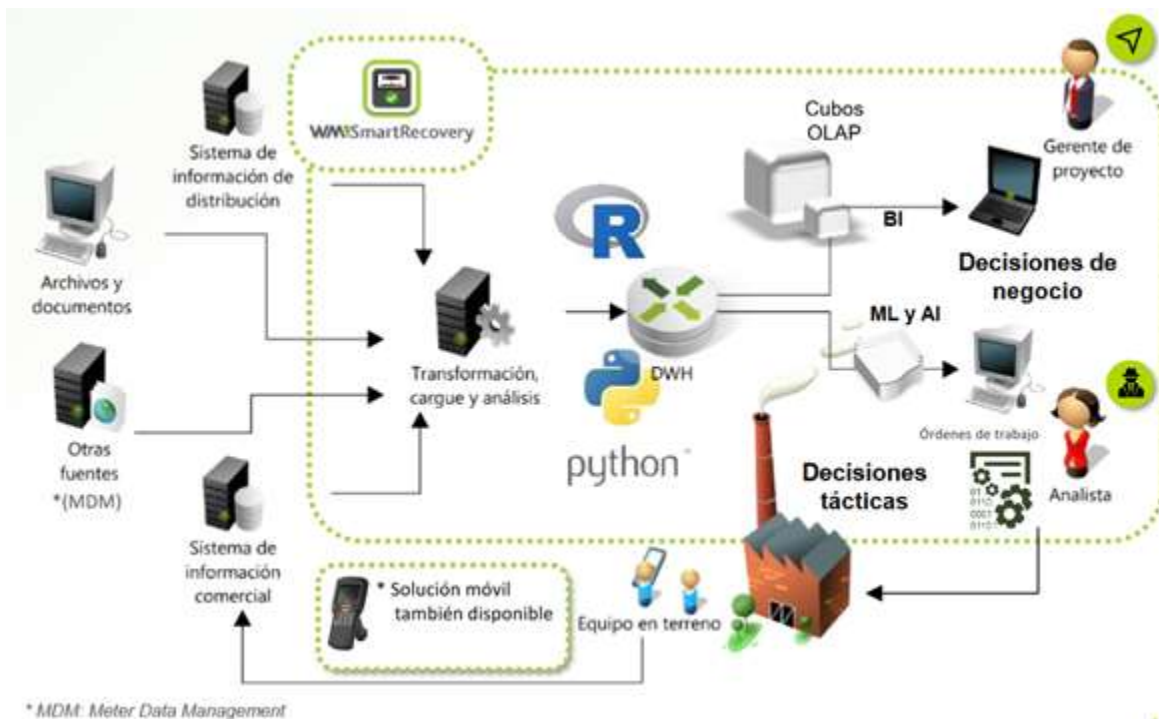 WM SmartRecovery
Sistema de
información de
distribución
Archivos y
documentos
Otras
fuentes
*(MDM)
Sistema de
información
comercial
Transformación,
cargue y análisis
R
DWH
python
Cubos
OLAP
BI
Gerente de
proyecto
Decisiones de
negocio
ML y AI
Órdenes de trabajo
Analista
Decisiones
tácticas
* Solución móvil
también disponible
Equipo en terreno
* MDM: Meter Data Management